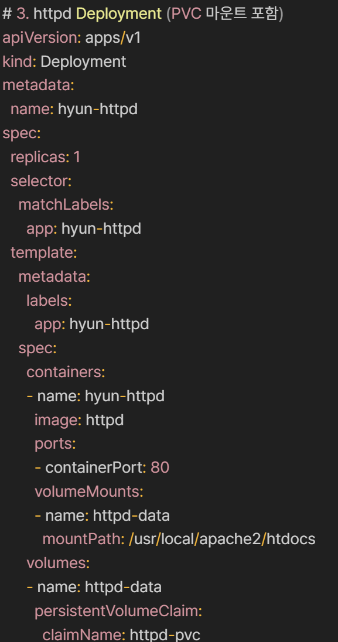 # 3. httpd Deployment (PVC 마운트 포함)
apiVersion: apps/v1
kind: Deployment
metadata:
  name: hyun-httpd
spec:
  replicas: 1
  selector:
    matchLabels:
      app: hyun-httpd
  template:
    metadata:
      labels:
        app: hyun-httpd
    spec:
      containers:
      - name: hyun-httpd
        image: httpd
        ports:
        - containerPort: 80
        volumeMounts:
        - name: httpd-data
          mountPath: /usr/local/apache2/htdocs
      volumes:
      - name: httpd-data
        persistentVolumeClaim:
          claimName: httpd-pvc